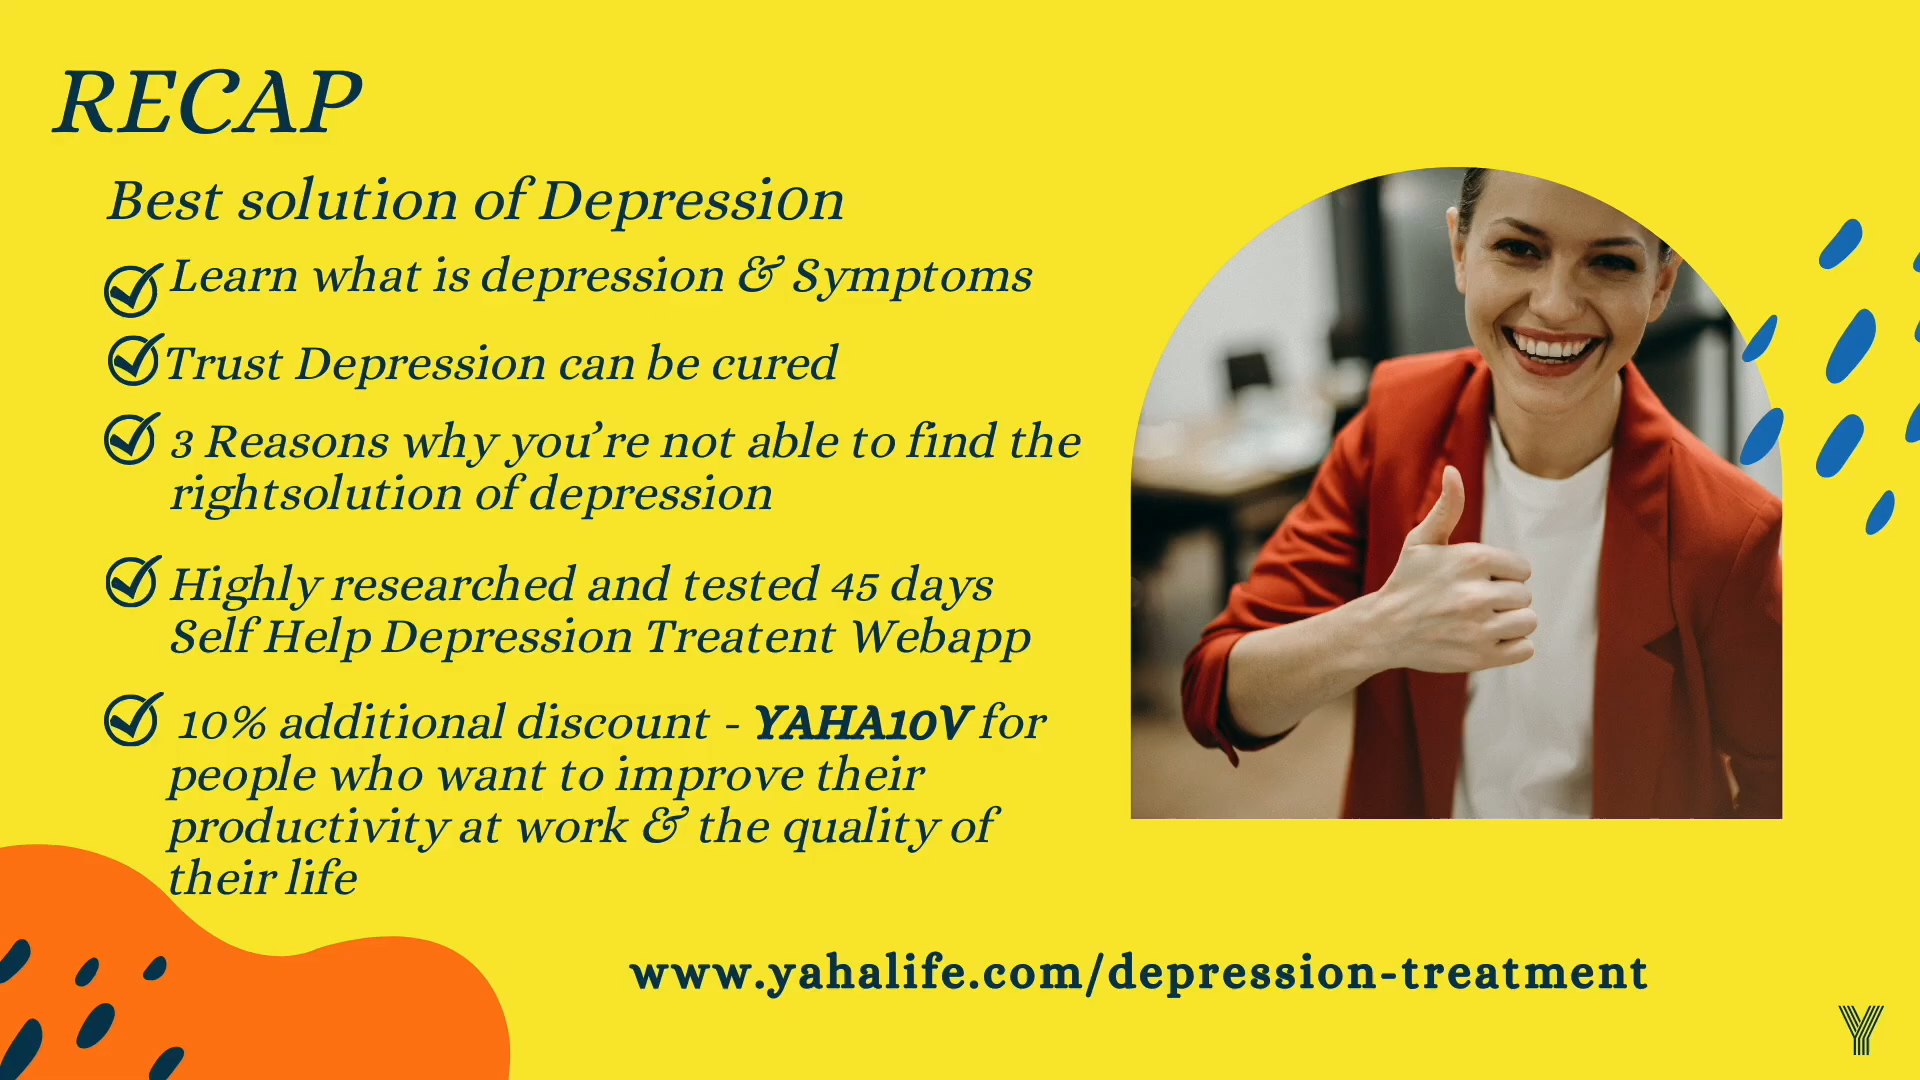 RECAP
Best solution of Depressi0n
Learn what is depression & Symptoms
Trust Depression can be cured
3 Reasons why you're not able to find the
rightsolution of depression
Highly researched and tested 45 days
Self Help Depression Treatent Webapp
10% additional discount - YAHA10V for
people who want to improve their
productivity at work & the quality of
their life
www.yahalife.com/depression-treatment
Y